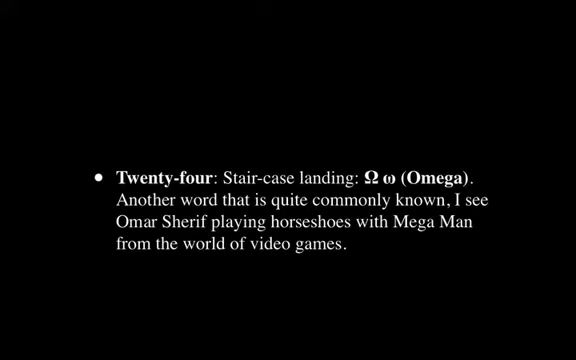 • Twenty-four: Stair-case landing: Ω ω (Omega).
Another word that is quite commonly known, I see
Omar Sherif playing horseshoes with Mega Man
from the world of video games.